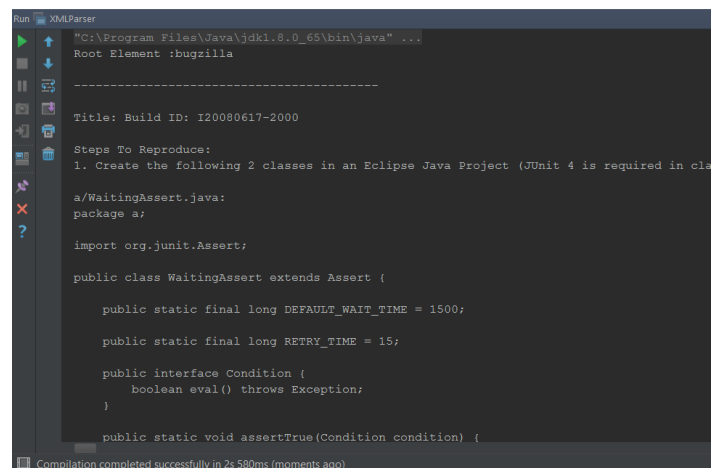 Run XMLParser
"C:\Program Files\Java\jdk1.8.0_65\bin\java" ...
Root Element :bugzilla
------------------------------------------
Title: Build ID: I20080617-2000
Steps To Reproduce:
1. Create the following 2 classes in an Eclipse Java Project (JUnit 4 is required in cla
a/WaitingAssert.java:
package a;
import org.junit.Assert;
public class WaitingAssert extends Assert {
    public static final long DEFAULT_WAIT_TIME = 1500;
    public static final long RETRY_TIME = 15;
    public interface Condition {
        boolean eval() throws Exception;
    }
    public static void assertTrue(Condition condition) {
Compilation completed successfully in 2s 580ms (moments ago)